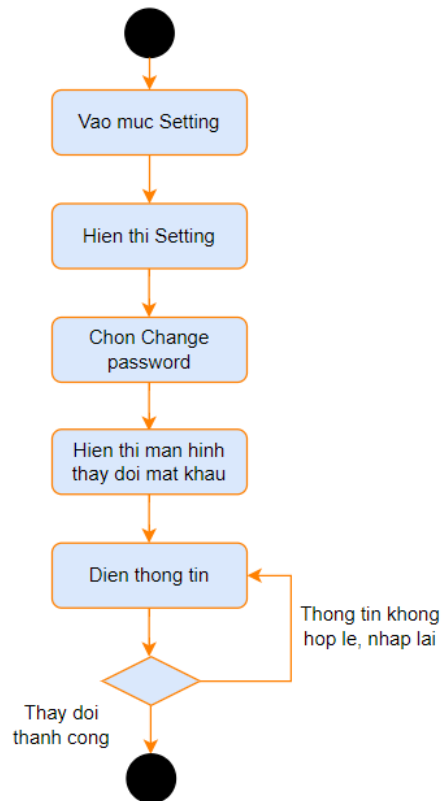 Vao muc Setting
Hien thi Setting
Chon Change
password
Hien thi man hinh
thay doi mat khau
Dien thong tin
Thong tin khong
hop le, nhap lai
Thay doi
thanh cong